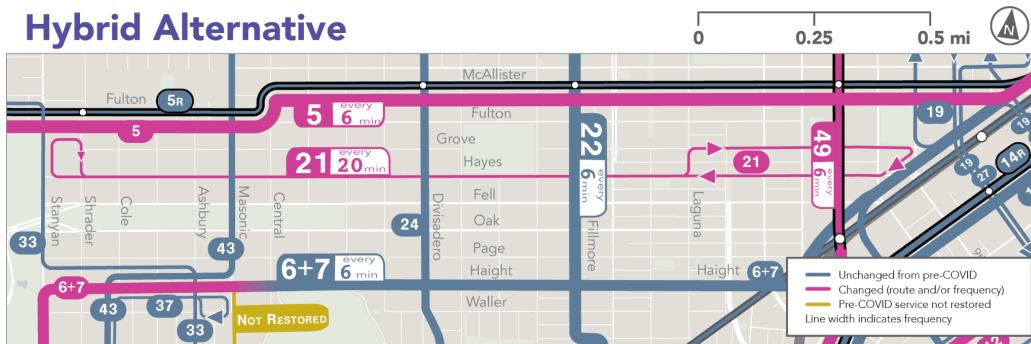 Hybrid Alternative
0 0.25 0.5 mi
N
McAllister
Fulton
5R
5 every 6 min
Fulton
5
19
19
22 every 6 min
49 every 6 min
Grove
Hayes
21 every 20 min
21
14R
19
27
Fell
Oak
Page
Haight
Waller
Stanyan
Shrader
Cole
Ashbury
Masonic
Central
Divisadero
Fillmore
Laguna
33
43
24
6+7 every 6 min
Haight
6+7
6+7
43
37
33
NOT RESTORED
Unchanged from pre-COVID
Changed (route and/or frequency)
Pre-COVID service not restored
Line width indicates frequency